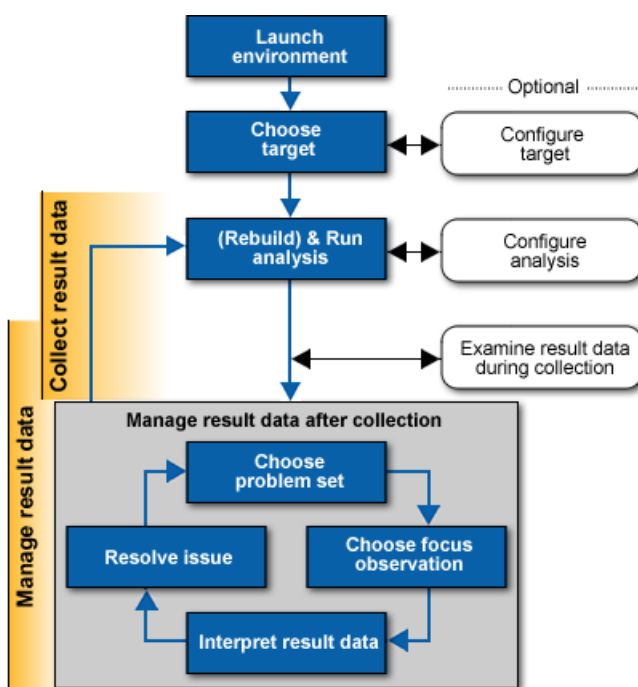 Launch
environment
Optional
Choose
target
Configure
target
Collect result data
(Rebuild) & Run
analysis
Configure
analysis
Examine result data
during collection
Manage result data
Manage result data after collection
Choose
problem set
Resolve issue
Choose focus
observation
Interpret result data